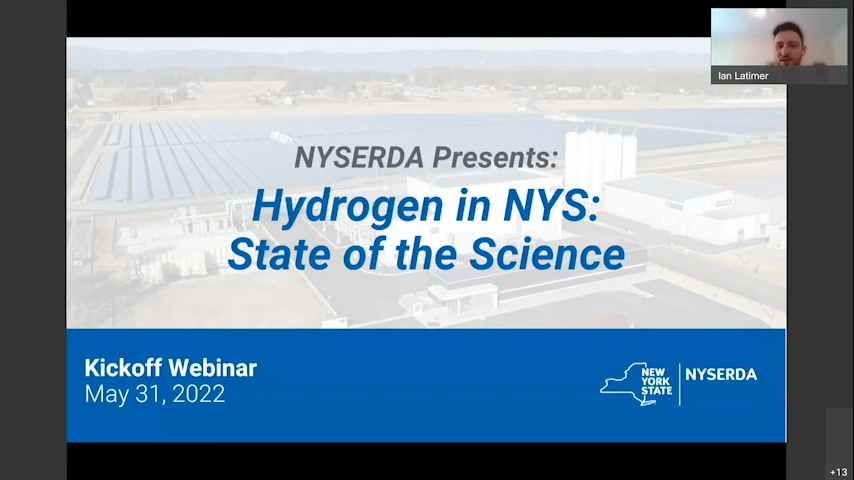 Ian Latimer
NYSERDA Presents:
Hydrogen in NYS:
State of the Science
Kickoff Webinar
May 31, 2022
NEW
YORK
STATE
NYSERDA
+13